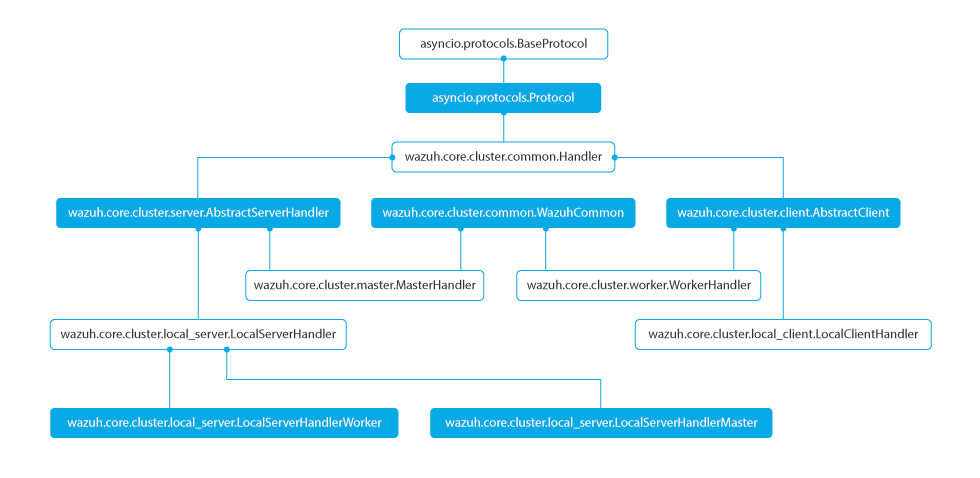 asyncio.protocols.BaseProtocol
asyncio.protocols.Protocol
wazuh.core.cluster.common.Handler
wazuh.core.cluster.server.AbstractServerHandler
wazuh.core.cluster.common.WazuhCommon
wazuh.core.cluster.client.AbstractClient
wazuh.core.cluster.master.MasterHandler
wazuh.core.cluster.worker.WorkerHandler
wazuh.core.cluster.local_server.LocalServerHandler
wazuh.core.cluster.local_client.LocalClientHandler
wazuh.core.cluster.local_server.LocalServerHandlerWorker
wazuh.core.cluster.local_server.LocalServerHandlerMaster